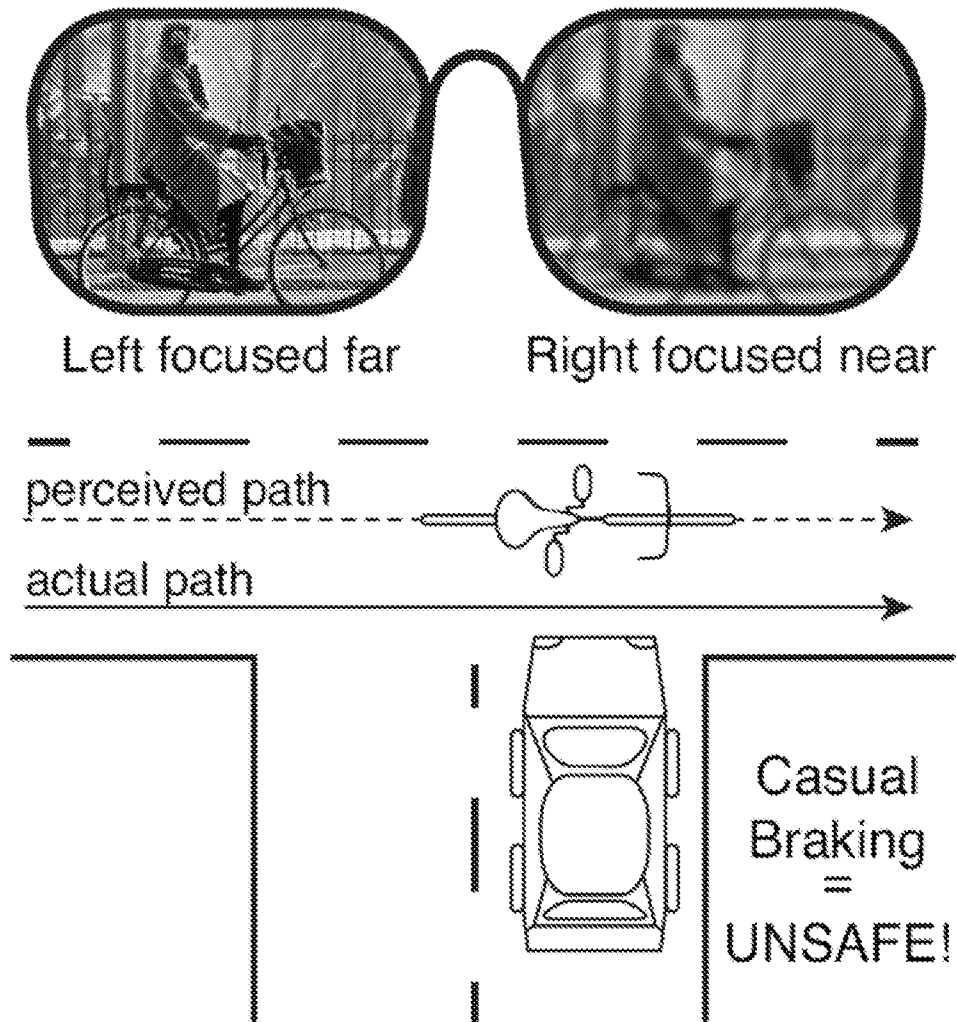 Left focused far
Right focused near
perceived path
actual path
Casual
Braking
=
UNSAFE!